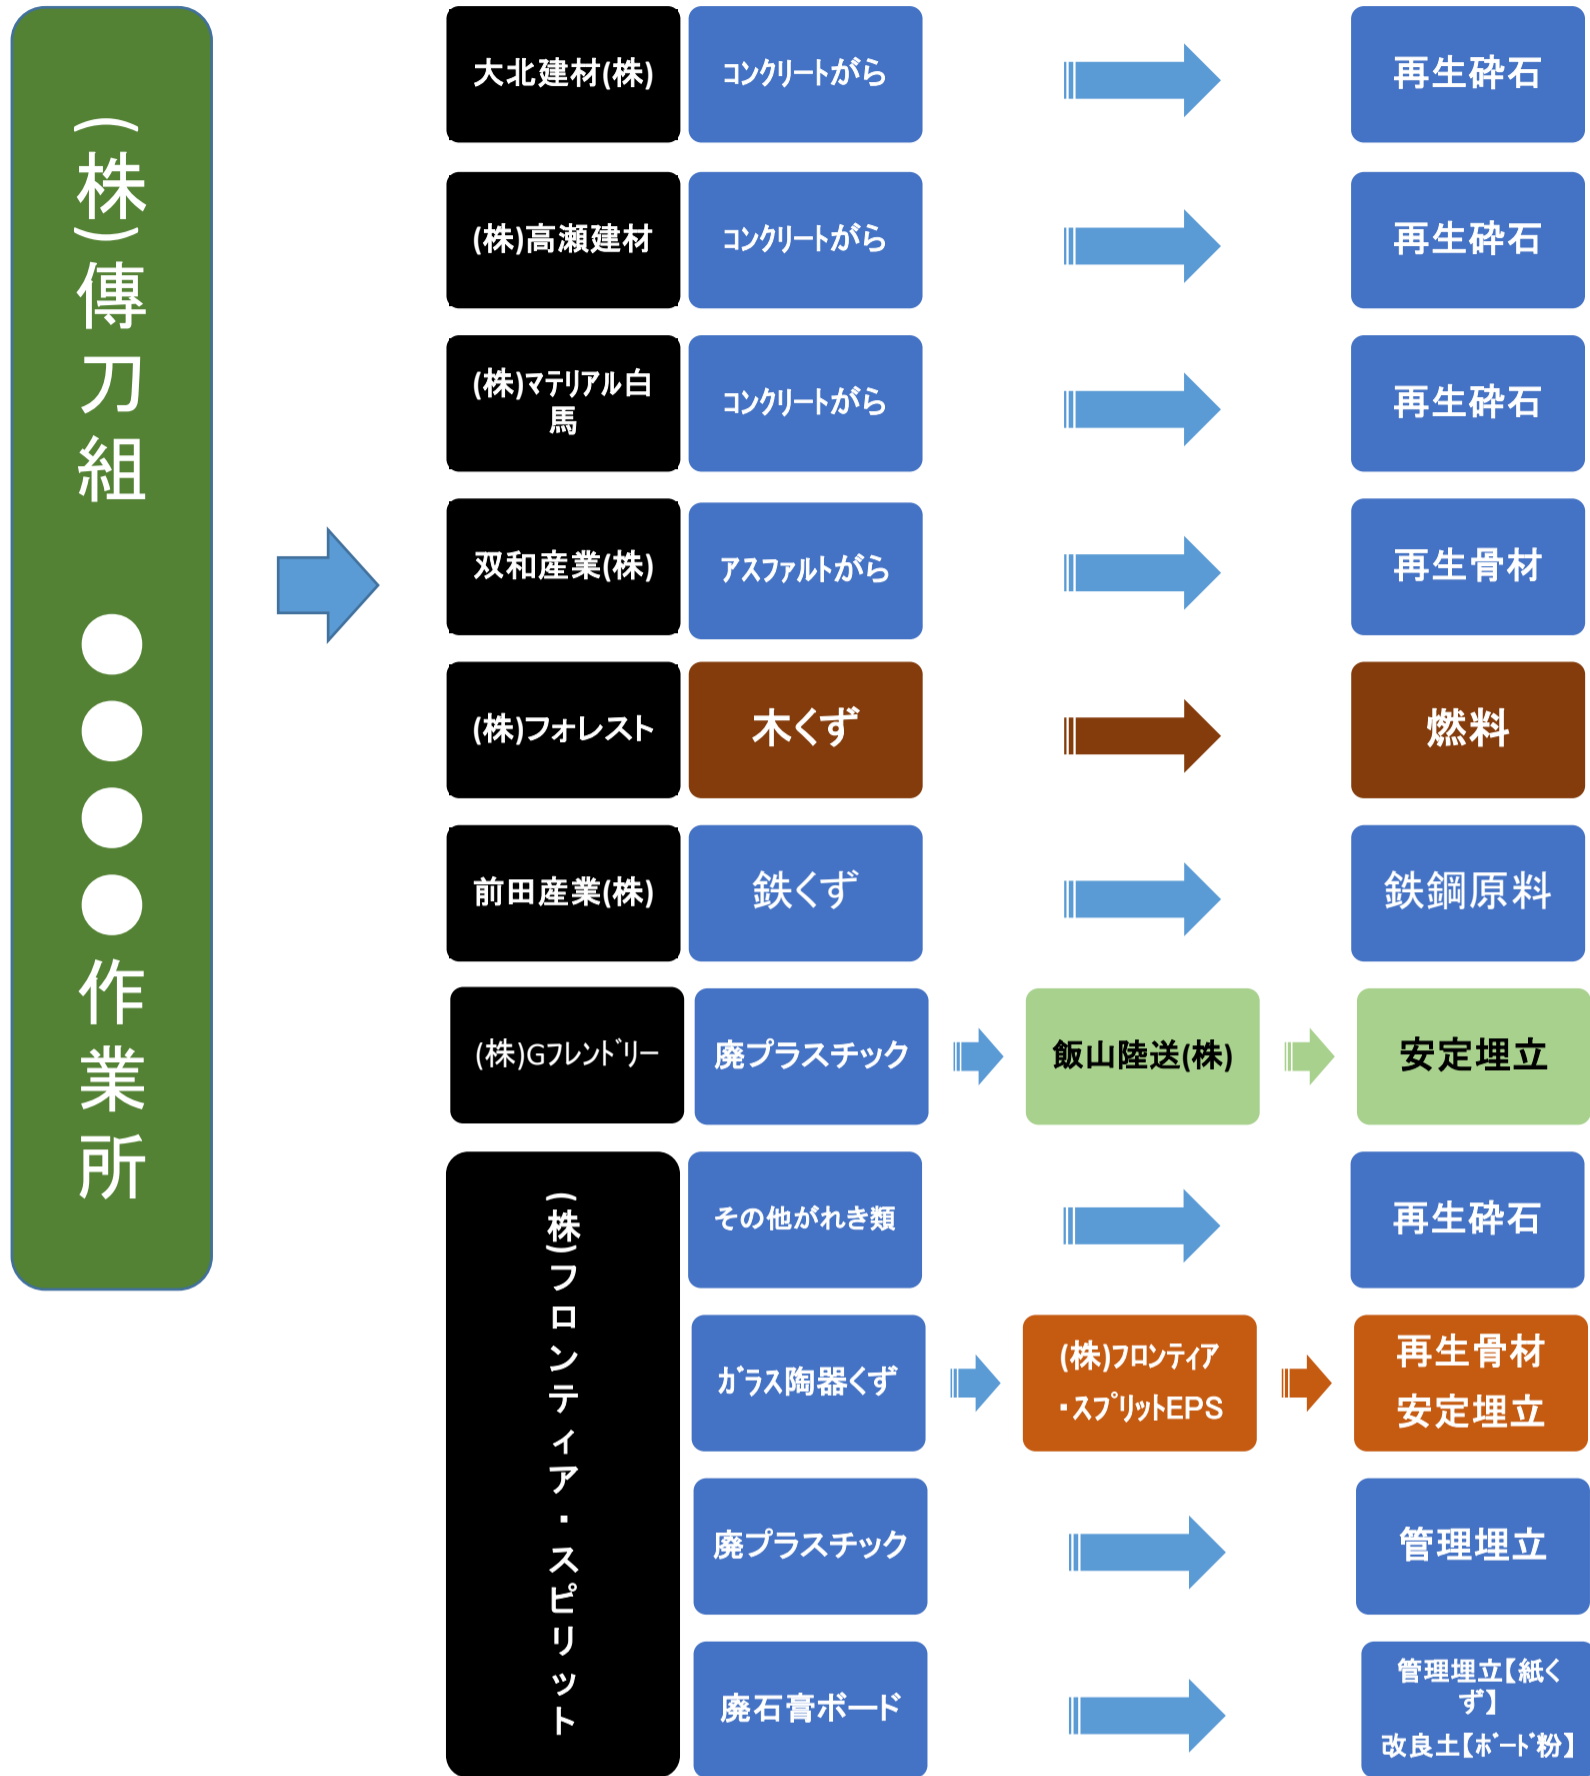 (株)傳刀組　●●●●作業所
大北建材(株)
コンクリートがら
再生砕石
(株)高瀬建材
コンクリートがら
再生砕石
(株)マテリアル白
馬
コンクリートがら
再生砕石
双和産業(株)
アスファルトがら
再生骨材
(株)フォレスト
木くず
燃料
前田産業(株)
鉄くず
鉄鋼原料
(株)Gフレンドリー
廃プラスチック
飯山陸送(株)
安定埋立
(株)フロンティア・スピリット
その他がれき類
再生砕石
ガラス陶器くず
(株)フロンティア
・スプリットEPS
再生骨材
安定埋立
廃プラスチック
管理埋立
廃石膏ボード
管理埋立【紙く
ず】
改良土【ボード粉】